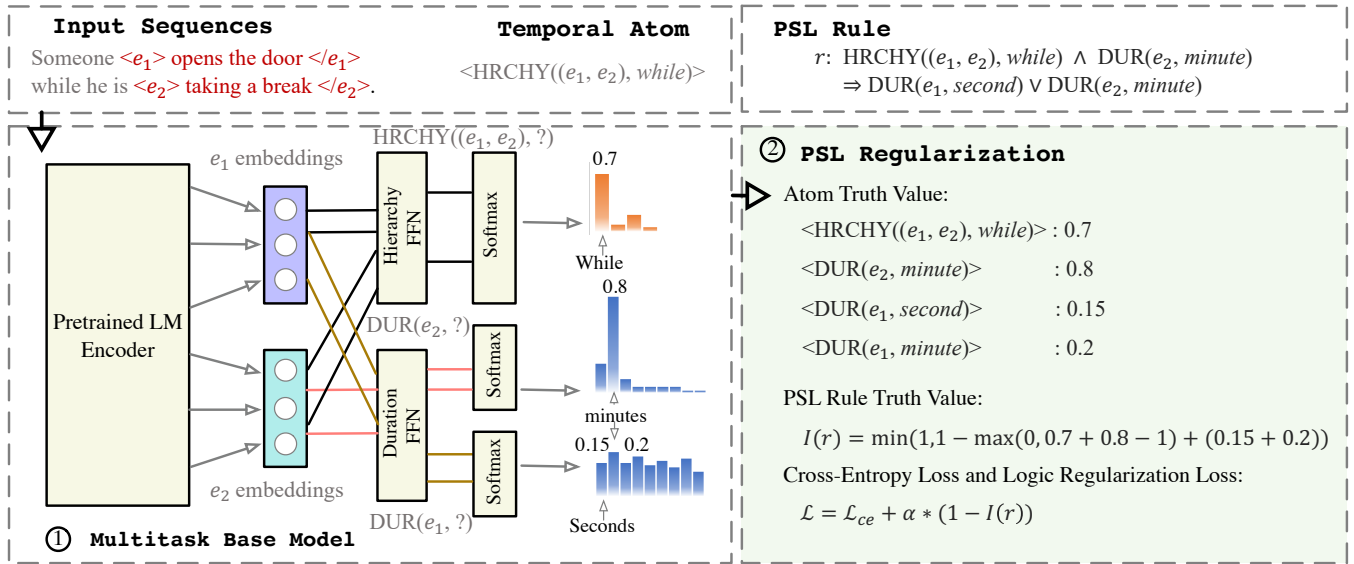 Input Sequences
Someone <e1> opens the door </e1>
while he is <e2> taking a break </e2>.
Temporal Atom
<HRCHY((e1, e2), while)>
PSL Rule
r: HRCHY((e1, e2), while) ∧ DUR(e2, minute)
⇒ DUR(e1, second) ∨ DUR(e2, minute)
HRCHY((e1, e2), ?)
e1 embeddings
Pretrained LM
Encoder
Hierarchy
FFN
Softmax
0.7
While
DUR(e2, ?)
0.8
Softmax
minutes
Duration
FFN
0.15 0.2
Softmax
Seconds
e2 embeddings
DUR(e1, ?)
① Multitask Base Model
② PSL Regularization
Atom Truth Value:
<HRCHY((e1, e2), while)> : 0.7
<DUR(e2, minute)> : 0.8
<DUR(e1, second)> : 0.15
<DUR(e1, minute)> : 0.2
PSL Rule Truth Value:
I(r) = min(1,1 − max(0, 0.7 + 0.8 − 1) + (0.15 + 0.2))
Cross-Entropy Loss and Logic Regularization Loss:
ℒ = ℒce + α ∗ (1 − I(r))